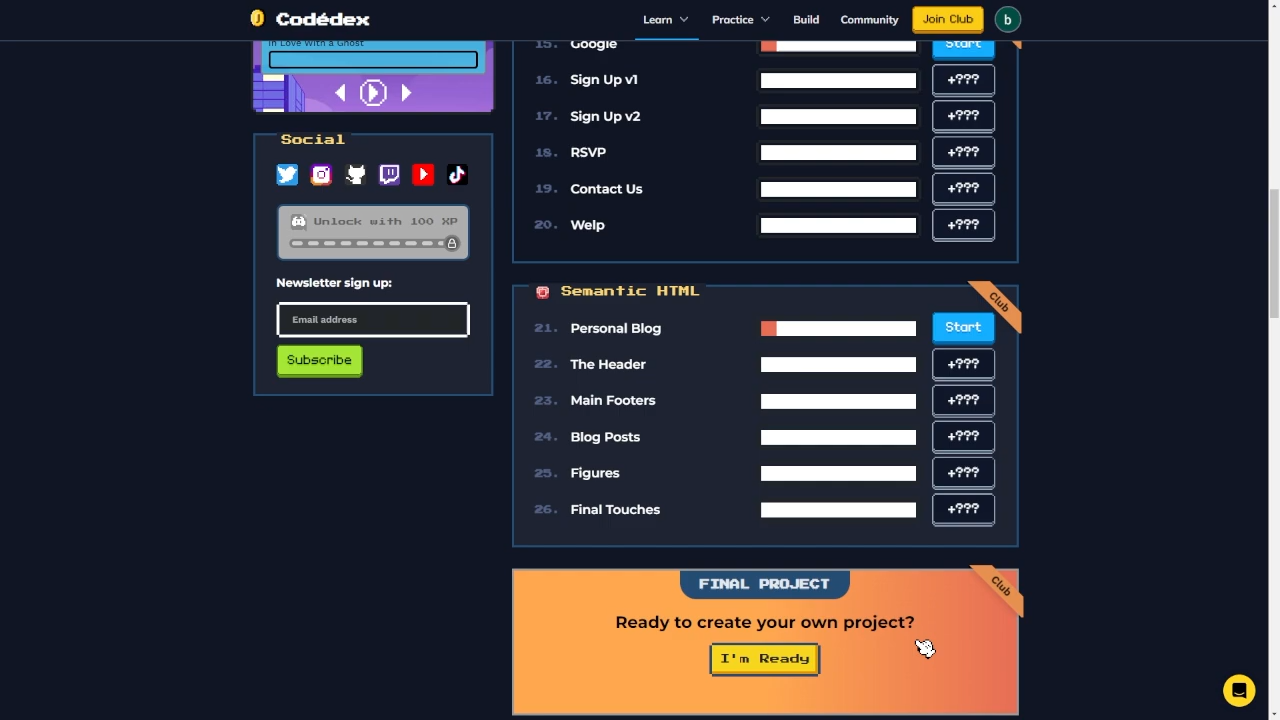 Codédex
Learn
Practice
Build
Community
Join Club
b
In Love With a Ghost
Social
Unlock with 100 XP
Newsletter sign up:
Email address
Subscribe
15. Google
Start
16. Sign Up v1
+???
17. Sign Up v2
+???
18. RSVP
+???
19. Contact Us
+???
20. Welp
+???
Semantic HTML
Club
21. Personal Blog
Start
22. The Header
+???
23. Main Footers
+???
24. Blog Posts
+???
25. Figures
+???
26. Final Touches
+???
FINAL PROJECT
Club
Ready to create your own project?
I'm Ready